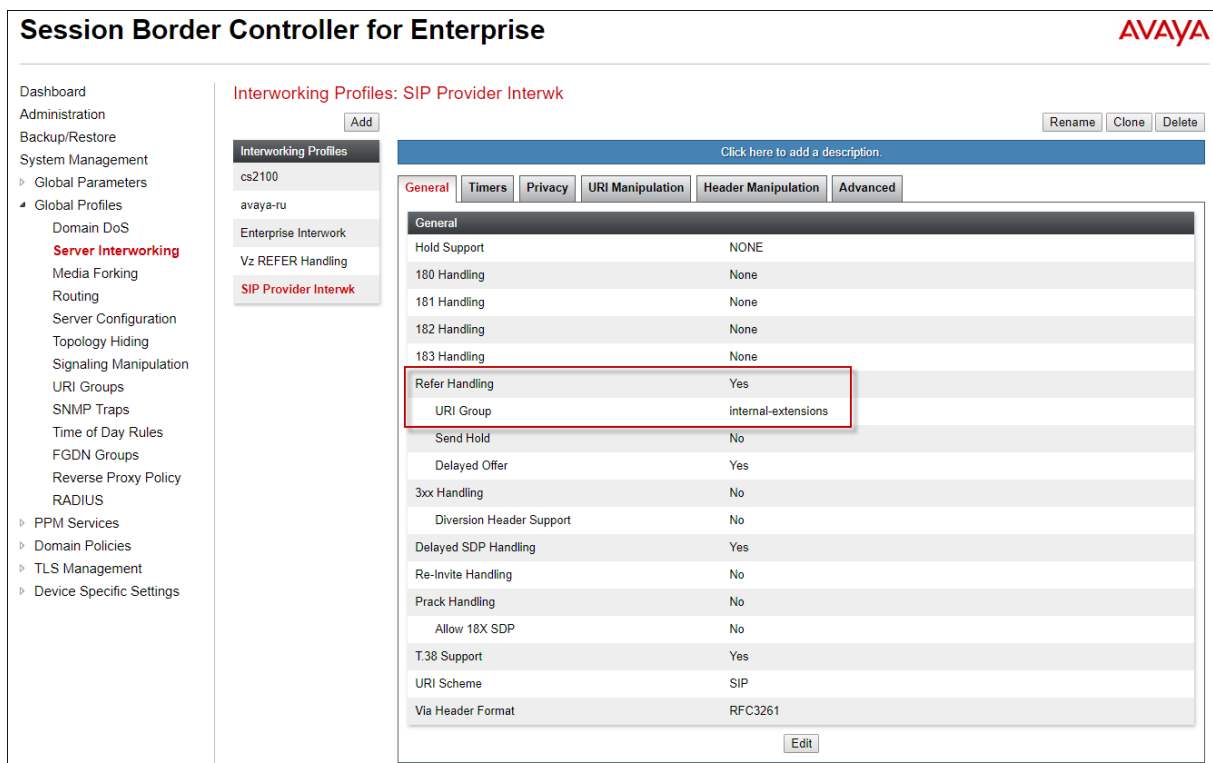 Session Border Controller for Enterprise
AVAYA
Dashboard
Administration
Backup/Restore
System Management
Global Parameters
Global Profiles
Domain DoS
Server Interworking
Media Forking
Routing
Server Configuration
Topology Hiding
Signaling Manipulation
URI Groups
SNMP Traps
Time of Day Rules
FGDN Groups
Reverse Proxy Policy
RADIUS
PPM Services
Domain Policies
TLS Management
Device Specific Settings
Interworking Profiles: SIP Provider Interwk
Add
Rename Clone Delete
Interworking Profiles
cs2100
avaya-ru
Enterprise Interwork
Vz REFER Handling
SIP Provider Interwk
Click here to add a description.
General Timers Privacy URI Manipulation Header Manipulation Advanced
General
Hold Support NONE
180 Handling None
181 Handling None
182 Handling None
183 Handling None
Refer Handling Yes
URI Group internal-extensions
Send Hold No
Delayed Offer Yes
3xx Handling No
Diversion Header Support No
Delayed SDP Handling Yes
Re-Invite Handling No
Prack Handling No
Allow 18X SDP No
T.38 Support Yes
URI Scheme SIP
Via Header Format RFC3261
Edit